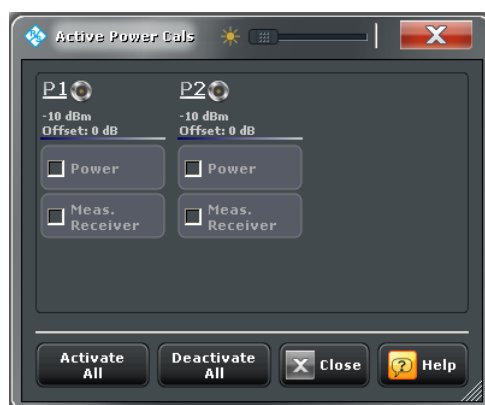 Active Power Cals
P1 P2
-10 dBm -10 dBm
Offset: 0 dB Offset: 0 dB
Power Power
Meas. Meas.
Receiver Receiver
Activate Deactivate Close Help
All All